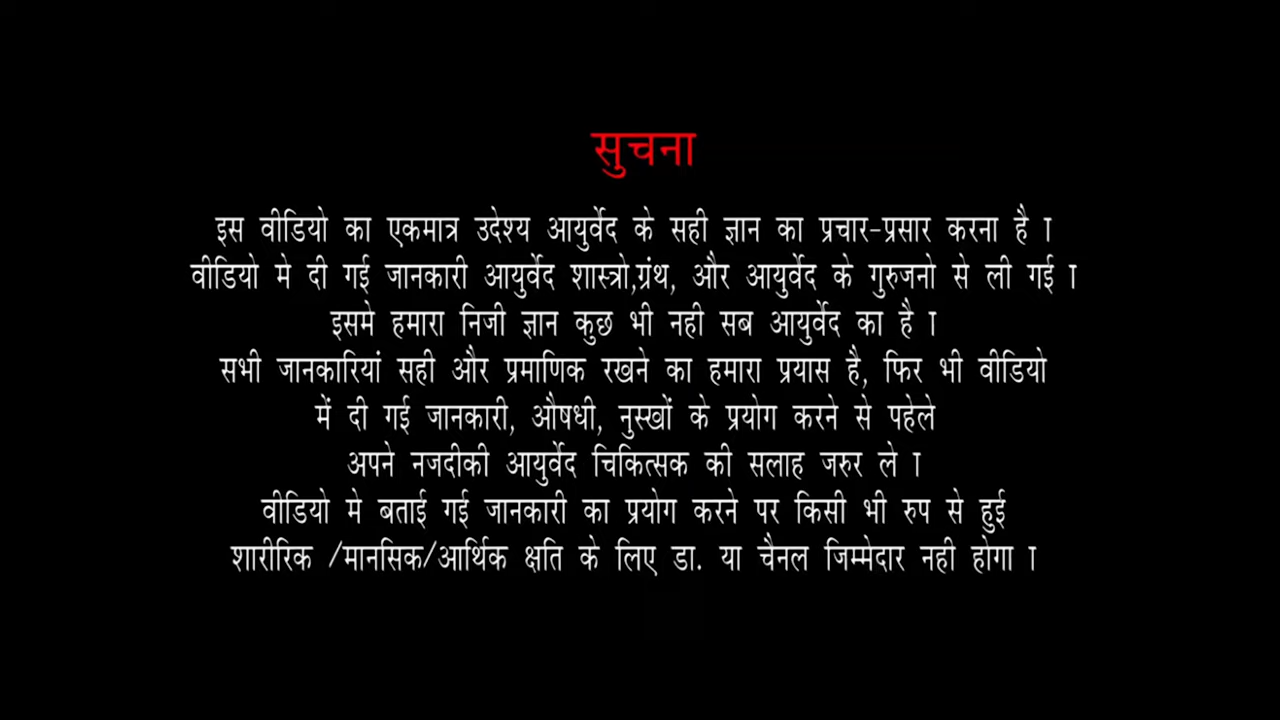 सुचना
इस वीडियो का एकमात्र उदेश्य आयुर्वेद के सही ज्ञान का प्रचार-प्रसार करना है ।
वीडियो मे दी गई जानकारी आयुर्वेद शास्त्रो,ग्रंथ, और आयुर्वेद के गुरुजनो से ली गई ।
इसमे हमारा निजी ज्ञान कुछ भी नही सब आयुर्वेद का है ।
सभी जानकारियां सही और प्रमाणिक रखने का हमारा प्रयास है, फिर भी वीडियो
में दी गई जानकारी, औषधी, नुस्खों के प्रयोग करने से पहेले
अपने नजदीकी आयुर्वेद चिकित्सक की सलाह जरुर ले ।
वीडियो मे बताई गई जानकारी का प्रयोग करने पर किसी भी रुप से हुई
शारीरिक /मानसिक/आर्थिक क्षति के लिए डा. या चैनल जिम्मेदार नही होगा ।